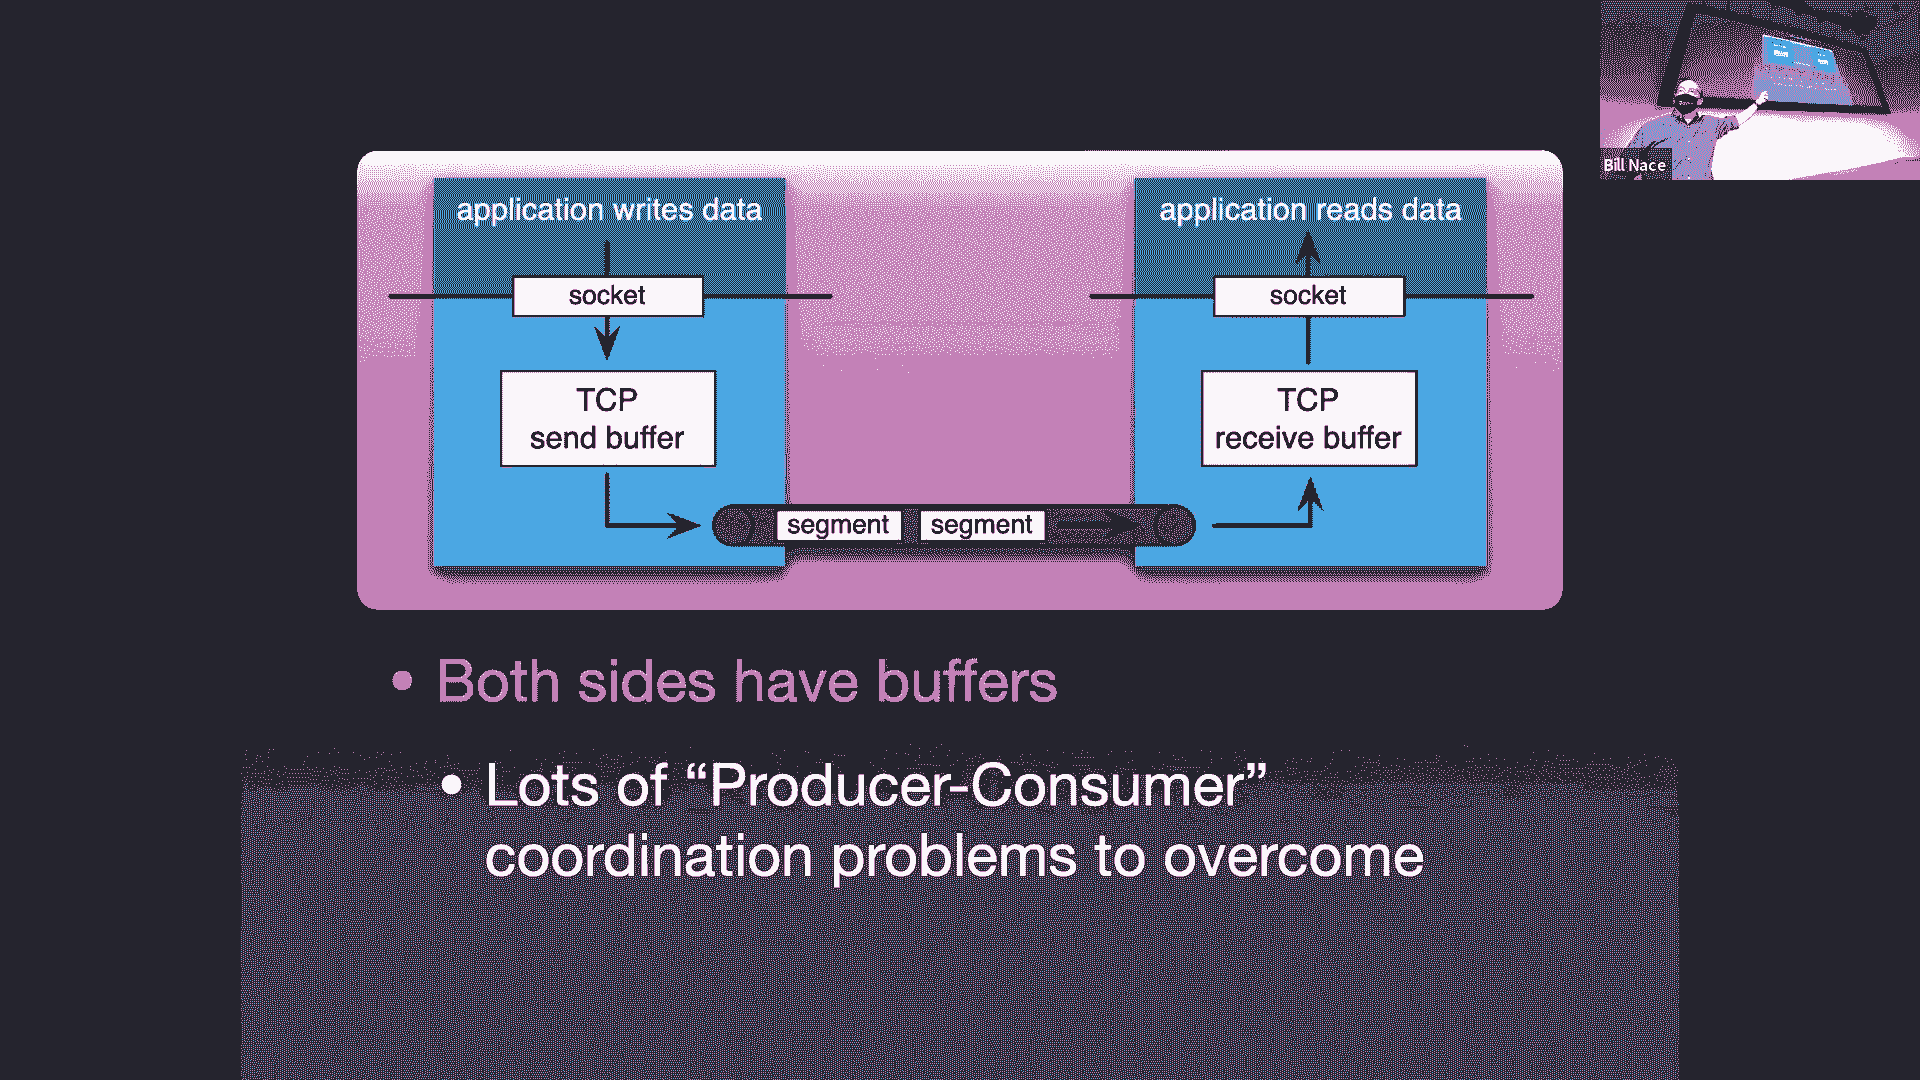 application writes data
socket
TCP
send buffer
segment
segment
application reads data
socket
TCP
receive buffer
Bill Nace
• Both sides have buffers
• Lots of “Producer-Consumer”
coordination problems to overcome